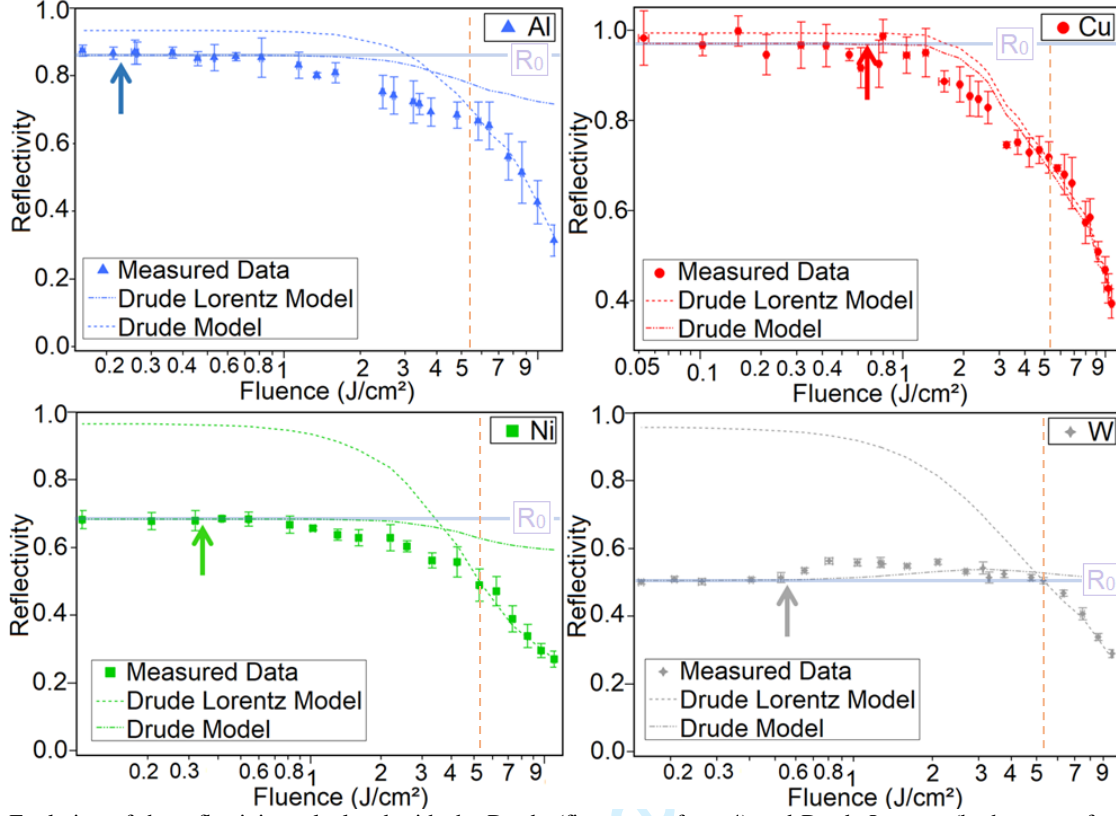 Al
R₀
Reflectivity
1.0
0.8
0.6
0.4
0.2
0.0
Measured Data
Drude Lorentz Model
Drude Model
0.2 0.3 0.4 0.6 0.8 1 2 3 4 5 7 9
Fluence (J/cm²)
Cu
R₀
Reflectivity
1.0
0.8
0.6
0.4
Measured Data
Drude Lorentz Model
Drude Model
0.05 0.1 0.2 0.4 0.6 0.8 1 2 3 4 5 7 9
Fluence (J/cm²)
Ni
R₀
Reflectivity
1.0
0.8
0.6
0.4
0.2
0.0
Measured Data
Drude Lorentz Model
Drude Model
0.2 0.3 0.4 0.6 0.8 1 2 3 4 5 7 9
Fluence (J/cm²)
W
R₀
Reflectivity
1.0
0.8
0.6
0.4
0.2
0.0
Measured Data
Drude Lorentz Model
Drude Model
0.2 0.3 0.4 0.6 0.8 1 2 3 4 5 7 9
Fluence (J/cm²)